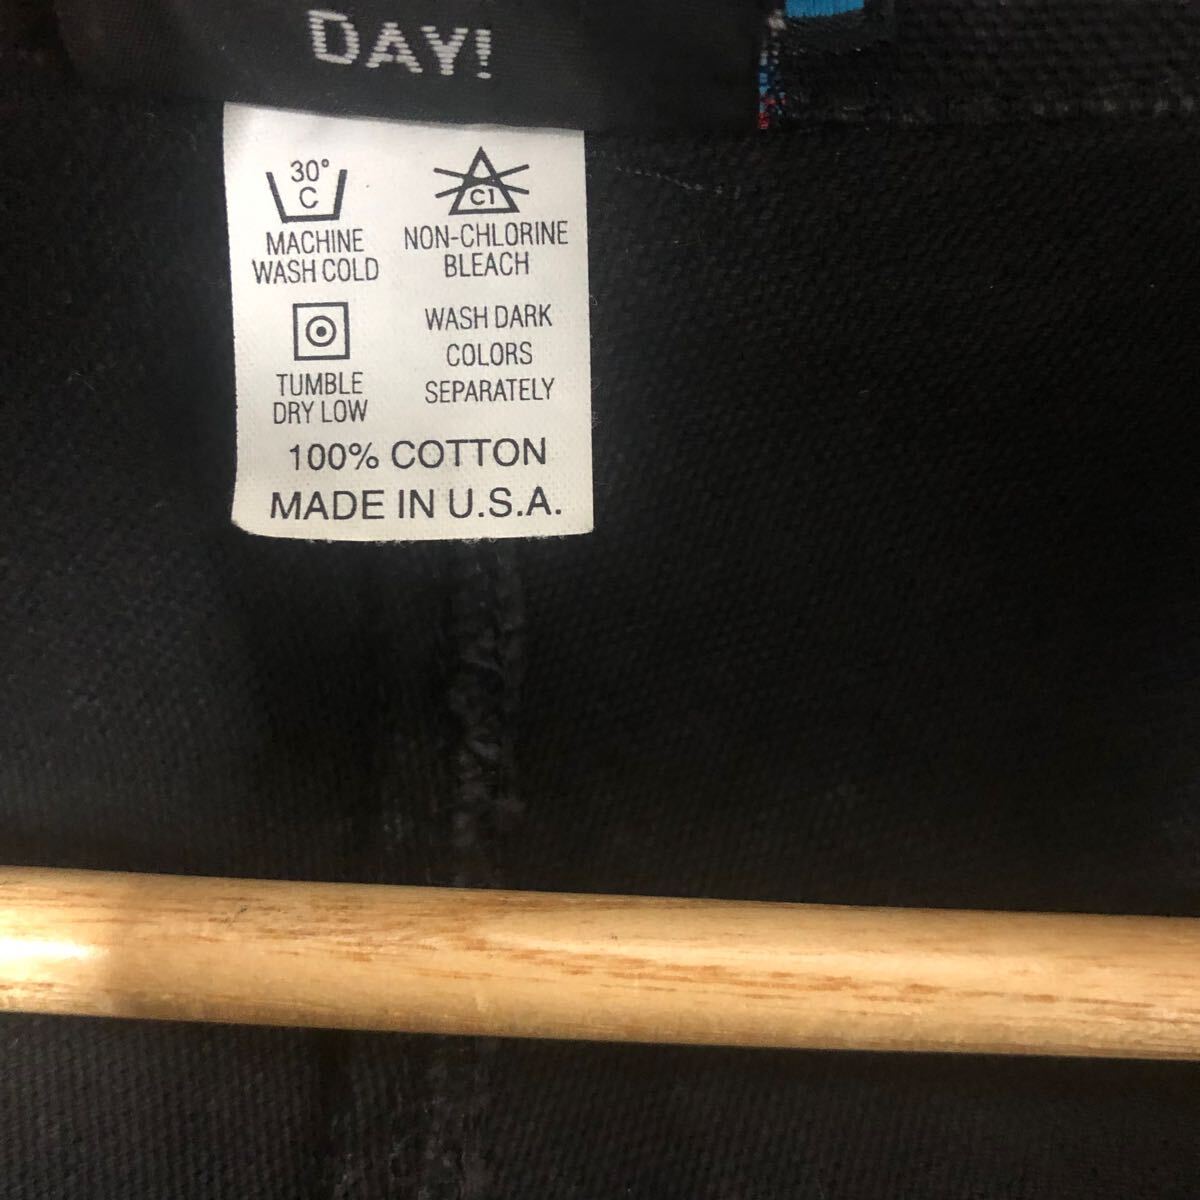 DAY!
30°
C
MACHINE
WASH COLD
C1
NON-CHLORINE
BLEACH
TUMBLE
DRY LOW
WASH DARK
COLORS
SEPARATELY
100% COTTON
MADE IN U.S.A.